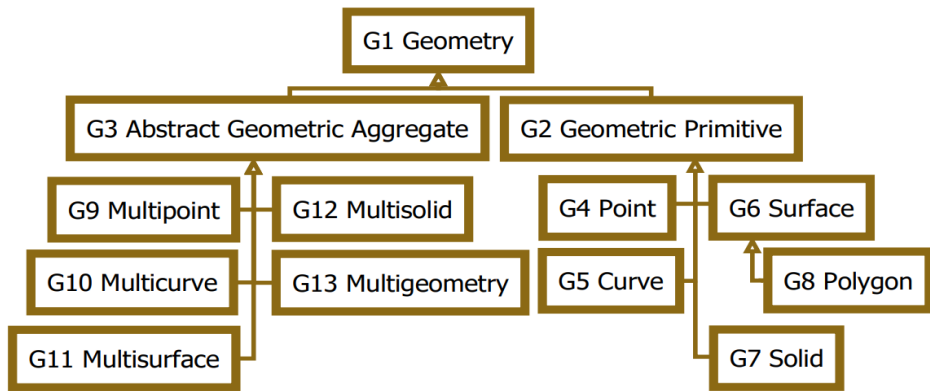 G1 Geometry
G3 Abstract Geometric Aggregate
G2 Geometric Primitive
G9 Multipoint
G12 Multisolid
G4 Point
G6 Surface
G10 Multicurve
G13 Multigeometry
G5 Curve
G8 Polygon
G11 Multisurface
G7 Solid